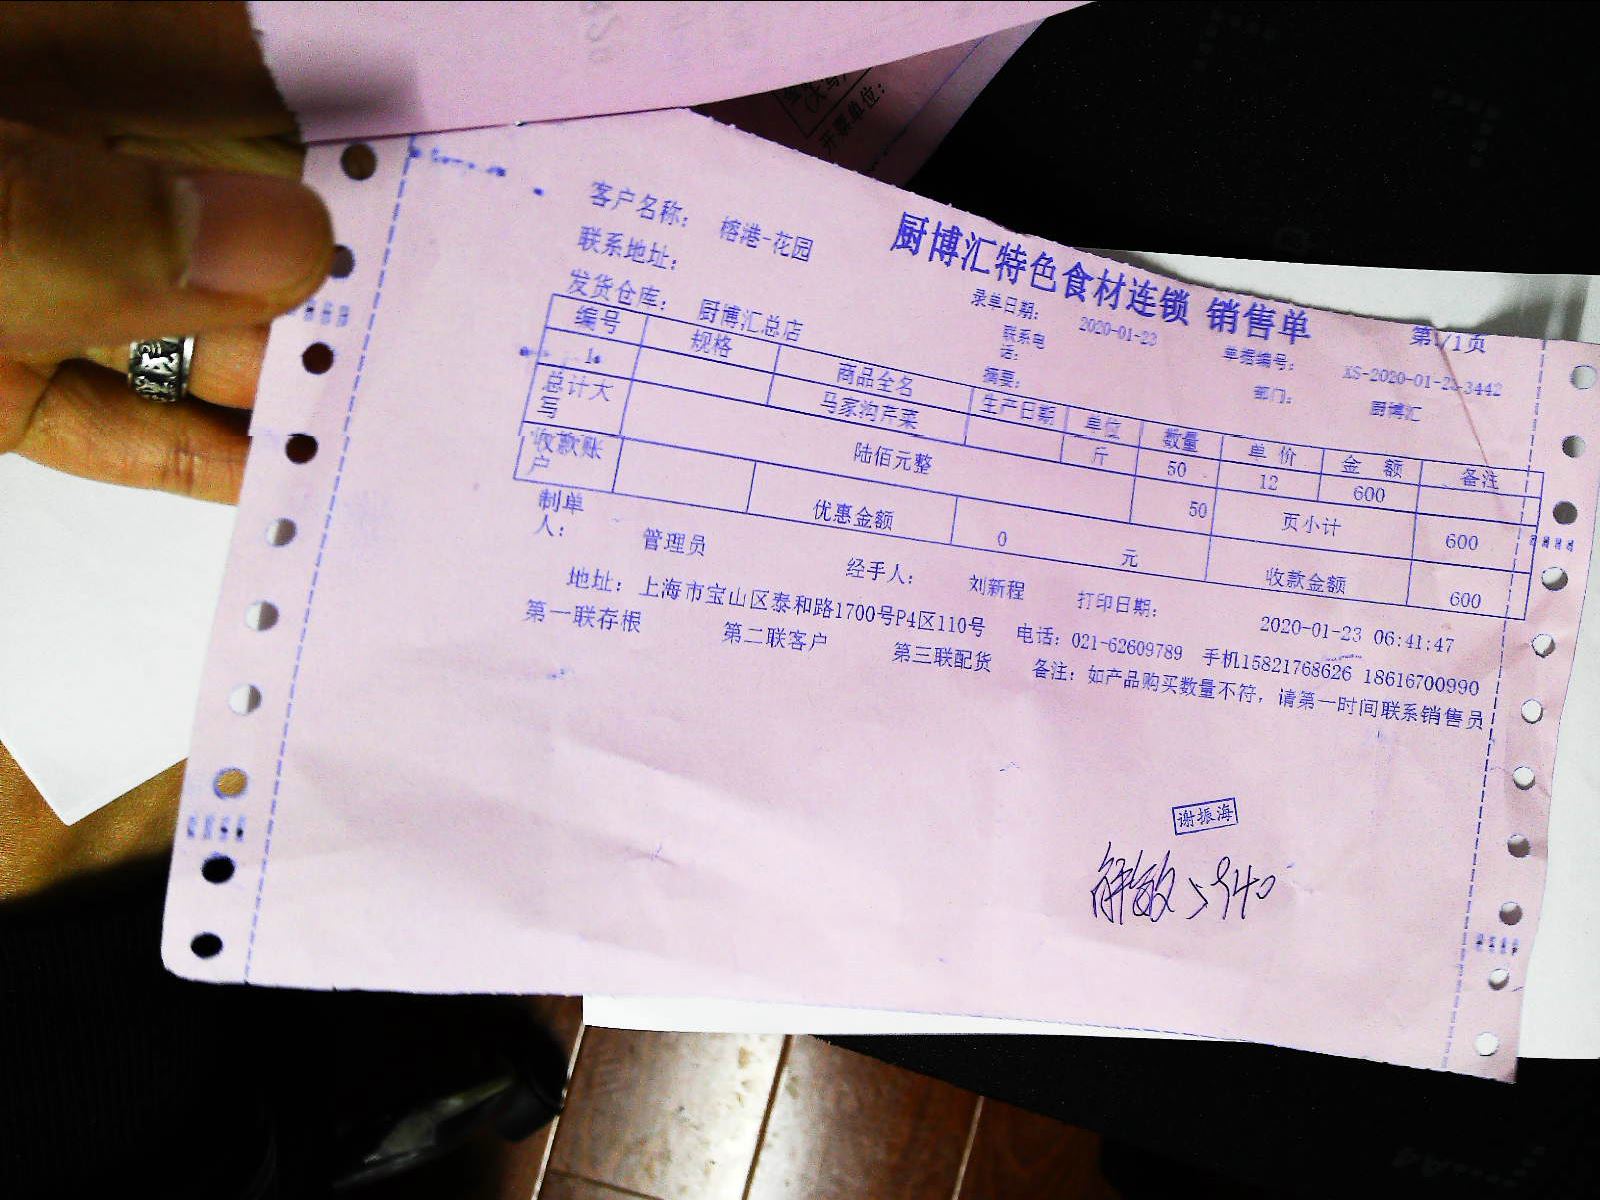 开票单位：
厨博汇特色食材连锁 销售单
第1/1页
客户名称： 榕港-花园 录单日期： 2020-01-23 单据编号： XS-2020-01-23-3442
联系地址： 联系电话： 部门： 厨博汇
发货仓库： 厨博汇总店 摘要：
编号 规格 商品全名 生产日期 单位 数量 单 价 金 额 备注
1 马家沟芹菜 斤 50 12 600
总计大写 陆佰元整 50 页小计 600
收款账户 优惠金额 0 元 收款金额 600
制单人： 管理员 经手人： 刘新程 打印日期： 2020-01-23 06:41:47
地址：上海市宝山区泰和路1700号P4区110号 电话：021-62609789 手机15821768626 18616700990
第一联存根 第二联客户 第三联配货 备注：如产品购买数量不符，请第一时间联系销售员
谢振海